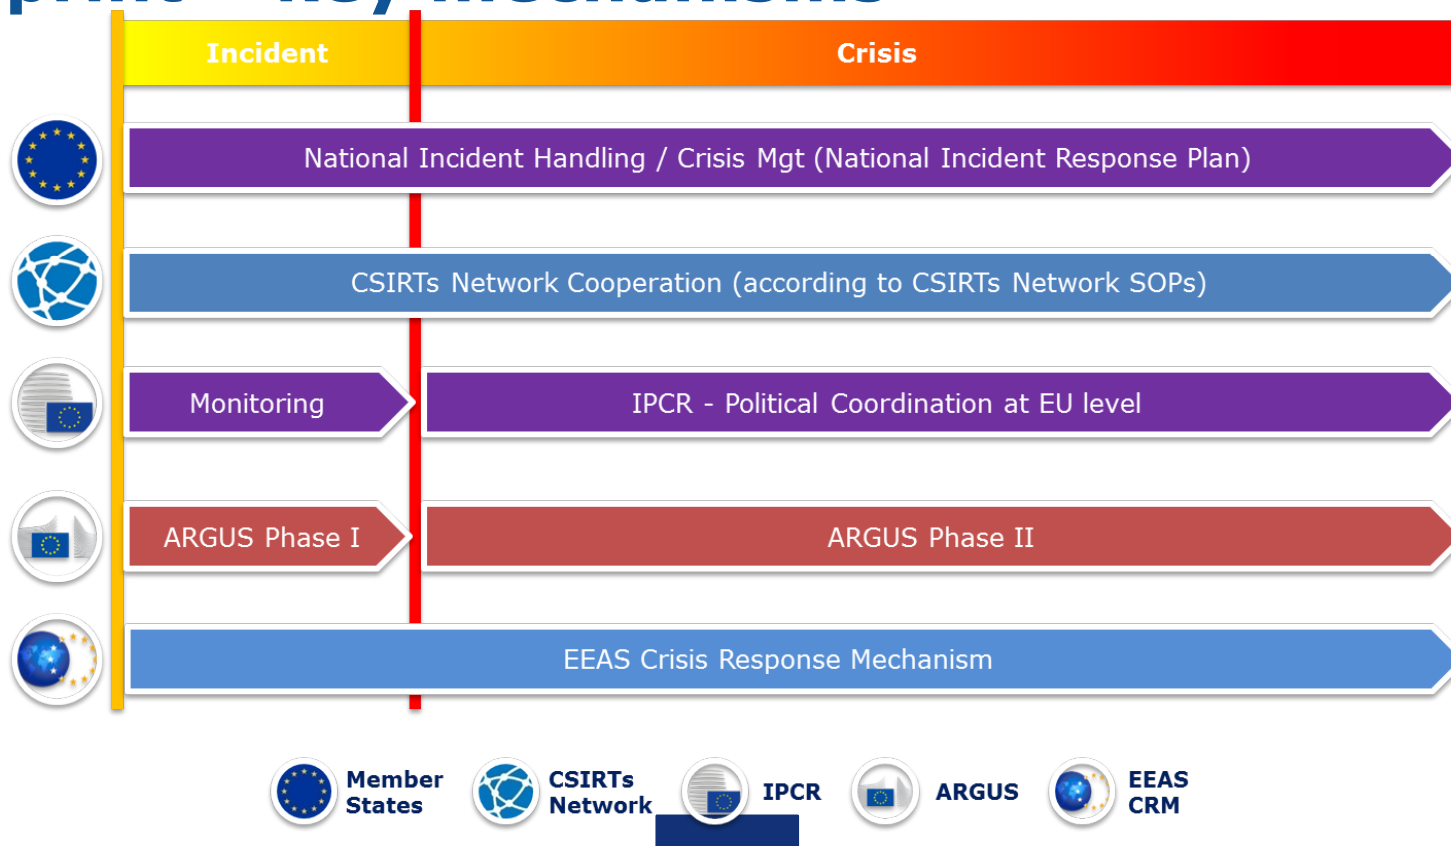 Incident
Crisis
National Incident Handling / Crisis Mgt (National Incident Response Plan)
CSIRTs Network Cooperation (according to CSIRTs Network SOPs)
Monitoring
IPCR - Political Coordination at EU level
ARGUS Phase I
ARGUS Phase II
EEAS Crisis Response Mechanism
Member
States
CSIRTs
Network
IPCR
ARGUS
EEAS
CRM